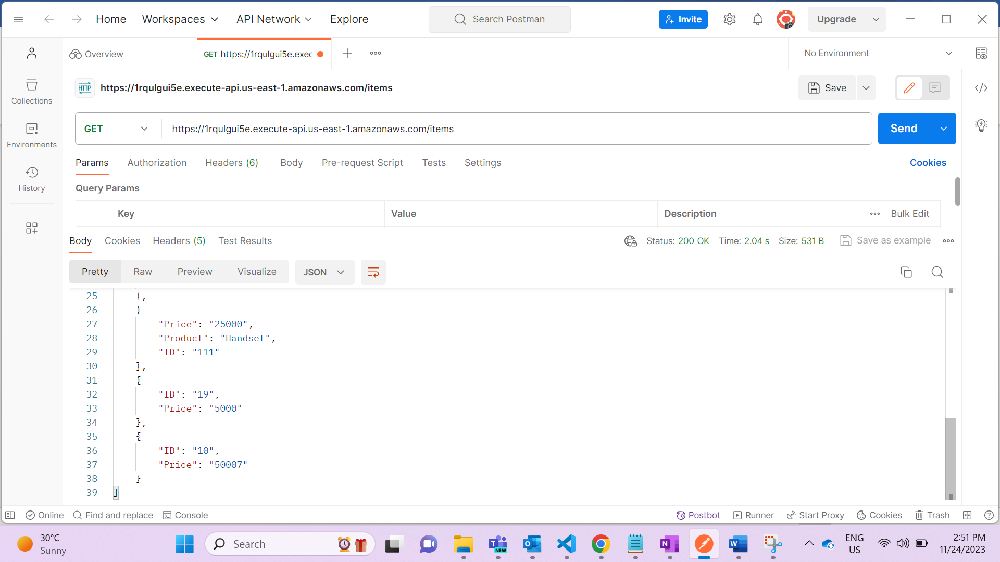 Home Workspaces API Network Explore Search Postman Invite Upgrade
Overview GET https://1rqulgui5e.exec No Environment
HTTP https://1rqulgui5e.execute-api.us-east-1.amazonaws.com/items Save
GET https://1rqulgui5e.execute-api.us-east-1.amazonaws.com/items Send
Collections
Environments
History
Params Authorization Headers (6) Body Pre-request Script Tests Settings Cookies
Query Params
Key Value Description Bulk Edit
Body Cookies Headers (5) Test Results Status: 200 OK Time: 2.04 s Size: 531 B Save as example
Pretty Raw Preview Visualize JSON
25 },
26 {
27 "Price": "25000",
28 "Product": "Handset",
29 "ID": "111"
30 },
31 {
32 "ID": "19",
33 "Price": "5000"
34 },
35 {
36 "ID": "10",
37 "Price": "50007"
38 }
39 ]
Online Find and replace Console Postbot Runner Start Proxy Cookies Trash
30°C
Sunny
Search
NEW
ENG
US
2:51 PM
11/24/2023